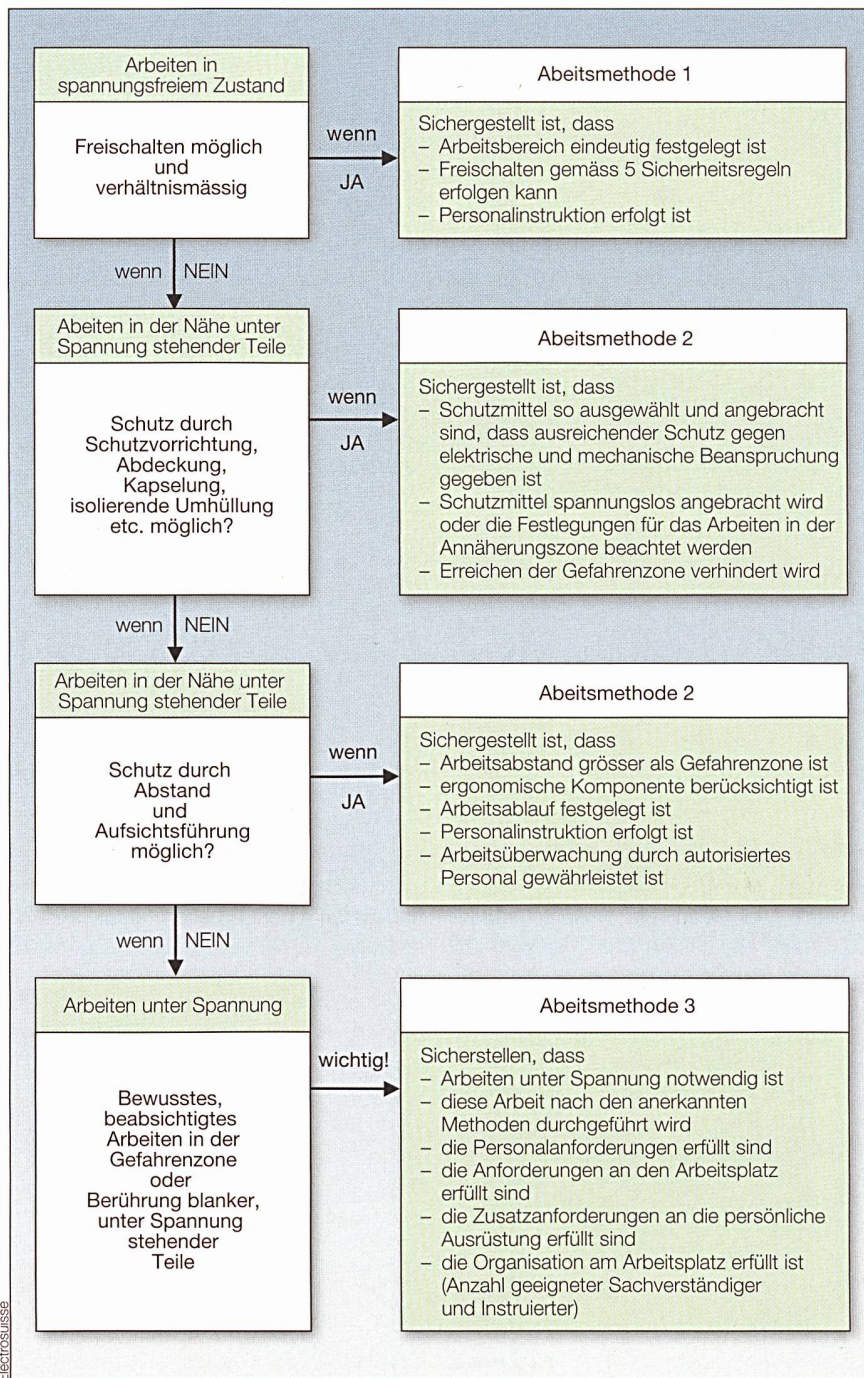 Arbeiten in
spannungsfreiem Zustand
Freischalten möglich
und
verhältnismässig
wenn
JA
Abeitsmethode 1
Sichergestellt ist, dass
– Arbeitsbereich eindeutig festgelegt ist
– Freischalten gemäss 5 Sicherheitsregeln
erfolgen kann
– Personalinstruktion erfolgt ist
wenn NEIN
Abeiten in der Nähe unter
Spannung stehender Teile
Schutz durch
Schutzvorrichtung,
Abdeckung,
Kapselung,
isolierende Umhüllung
etc. möglich?
wenn
JA
Abeitsmethode 2
Sichergestellt ist, dass
– Schutzmittel so ausgewählt und angebracht
sind, dass ausreichender Schutz gegen
elektrische und mechanische Beanspruchung
gegeben ist
– Schutzmittel spannungslos angebracht wird
oder die Festlegungen für das Arbeiten in der
Annäherungszone beachtet werden
– Erreichen der Gefahrenzone verhindert wird
wenn NEIN
Arbeiten in der Nähe unter
Spannung stehender Teile
Schutz durch
Abstand
und
Aufsichtsführung
möglich?
wenn
JA
Abeitsmethode 2
Sichergestellt ist, dass
– Arbeitsabstand grösser als Gefahrenzone ist
– ergonomische Komponente berücksichtigt ist
– Arbeitsablauf festgelegt ist
– Personalinstruktion erfolgt ist
– Arbeitsüberwachung durch autorisiertes
Personal gewährleistet ist
wenn NEIN
Arbeiten unter Spannung
Bewusstes,
beabsichtigtes
Arbeiten in der
Gefahrenzone
oder
Berührung blanker,
unter Spannung
stehender
Teile
wichtig!
Abeitsmethode 3
Sicherstellen, dass
– Arbeiten unter Spannung notwendig ist
– diese Arbeit nach den anerkannten
Methoden durchgeführt wird
– die Personalanforderungen erfüllt sind
– die Anforderungen an den Arbeitsplatz
erfüllt sind
– die Zusatzanforderungen an die persönliche
Ausrüstung erfüllt sind
– die Organisation am Arbeitsplatz erfüllt ist
(Anzahl geeigneter Sachverständiger
und Instruierter)
Electrosuisse